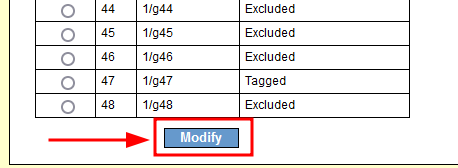 44 1/g44 Excluded
45 1/g45 Excluded
46 1/g46 Excluded
47 1/g47 Tagged
48 1/g48 Excluded
Modify